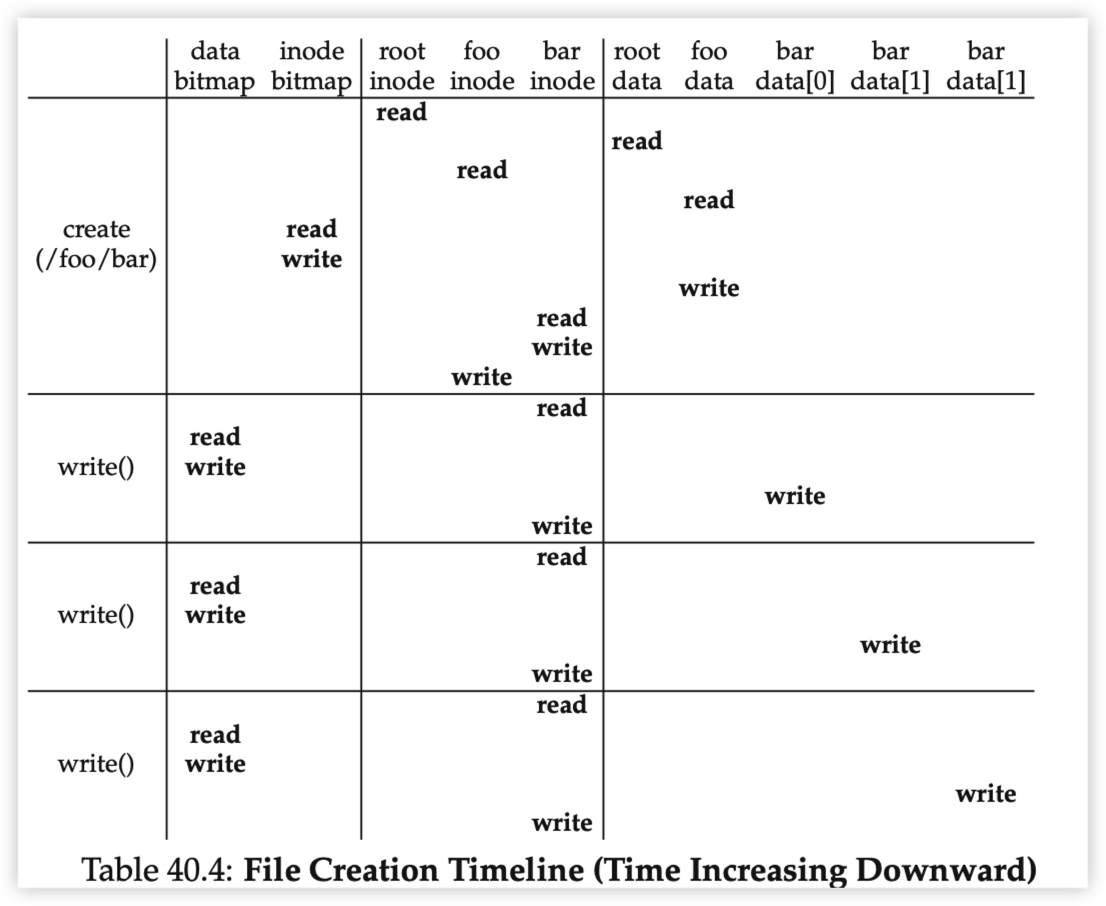 data inode root foo bar root foo bar bar bar
bitmap bitmap inode inode inode data data data[0] data[1] data[1]
read
read
read
read
create read
(/foo/bar) write
write
read
write
write
read
read
write() write
write
write
read
read
write() write
write
write
read
read
write() write
write
write
Table 40.4: File Creation Timeline (Time Increasing Downward)